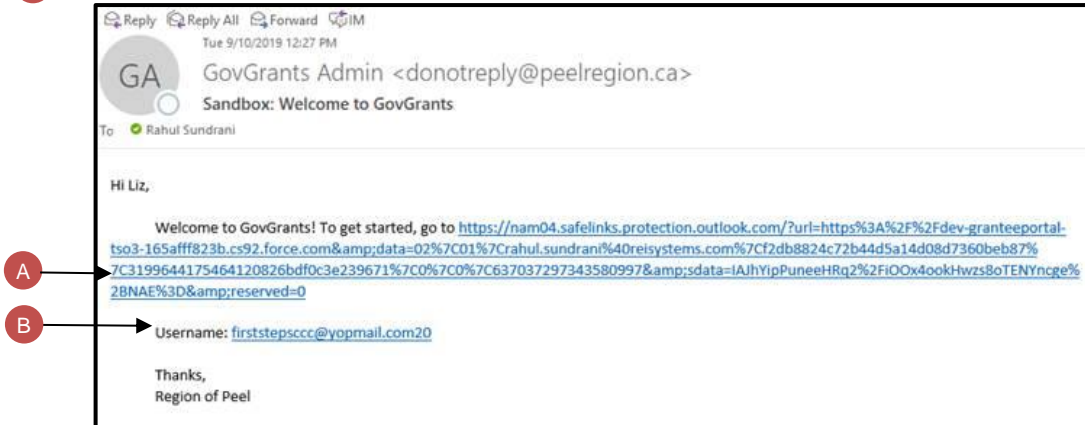 Reply Reply All Forward IM
Tue 9/10/2019 12:27 PM
GA
GovGrants Admin <donotreply@peelregion.ca>
Sandbox: Welcome to GovGrants
To Rahul Sundrani
Hi Liz,
Welcome to GovGrants! To get started, go to https://nam04.safelinks.protection.outlook.com/?url=https%3A%2F%2Fdev-granteeportal-
tso3-165afff823b.cs92.force.com&amp;data=02%7C01%7Crahul.sundrani%40reisystems.com%7Cf2db8824c72b44d5a14d08d7360beb87%
A
7C3199644175464120826bdf0c3e239671%7C0%7C0%7C637037297343580997&amp;sdata=IAJhYipPuneeHRq2%2FiOOx4ookHwzs8oTENYncge%
2BNAE%3D&amp;reserved=0
B
Username: firststepsccc@yopmail.com20
Thanks,
Region of Peel